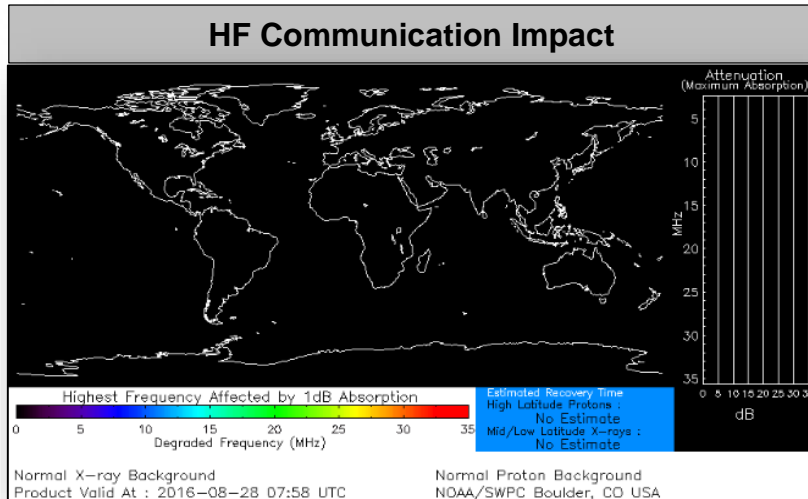 HF Communication Impact
Attenuation
(Maximum Absorption)
5
10
15
20
25
30
35
MHz
0 5 10 15 20 25 30 3
dB
Highest Frequency Affected by 1dB Absorption
0 5 10 15 20 25 30 35
Degraded Frequency (MHz)
Estimated Recovery Time
High Latitude Protons :
No Estimate
Mid/Low Latitude X-rays :
No Estimate
Normal X-ray Background
Normal Proton Background
Product Valid At : 2016-08-28 07:58 UTC
NOAA/SWPC Boulder, CO USA